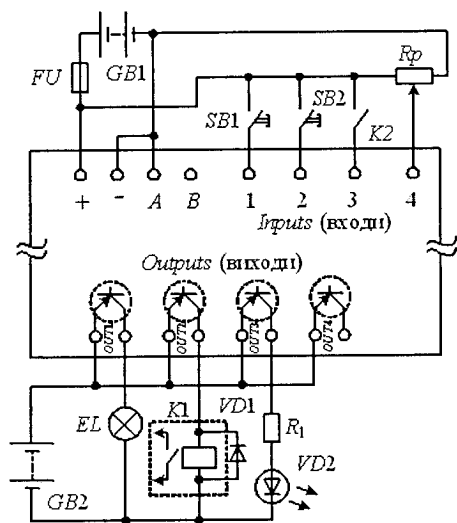 FU
GB1
Rp
SB1
SB2
K2
+ - A B 1 2 3 4
Inputs (входи)
Outputs (виходи)
OUT1
OUT2
OUT3
OUT4
EL
K1
VD1
R1
VD2
GB2